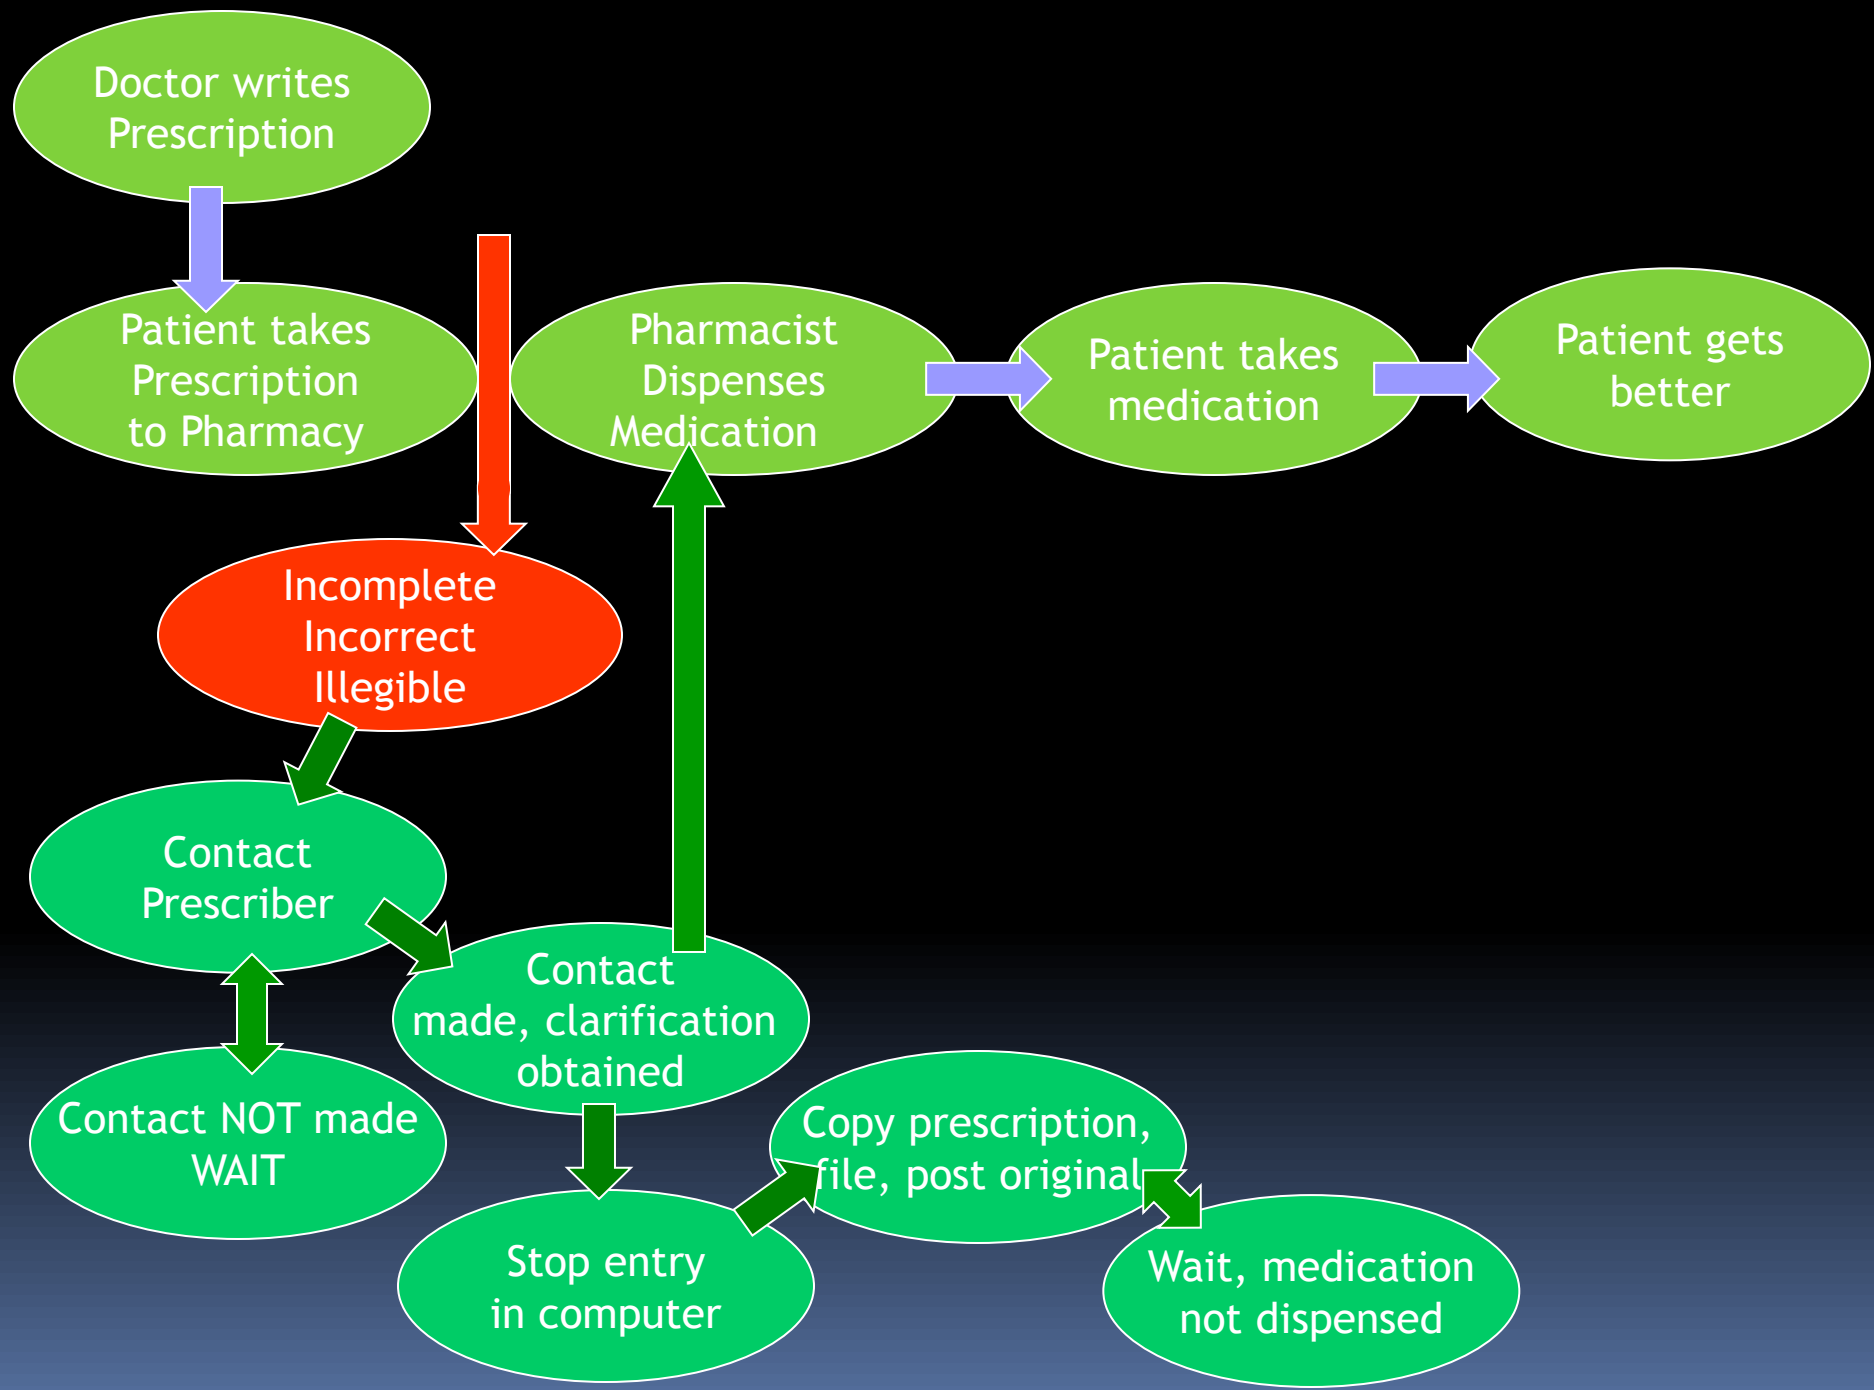 Doctor writes
Prescription
Patient takes
Prescription
to Pharmacy
Pharmacist
Dispenses
Medication
Patient takes
medication
Patient gets
better
Incomplete
Incorrect
Illegible
Contact
Prescriber
Contact
made, clarification
obtained
Contact NOT made
WAIT
Copy prescription,
file, post original
Stop entry
in computer
Wait, medication
not dispensed